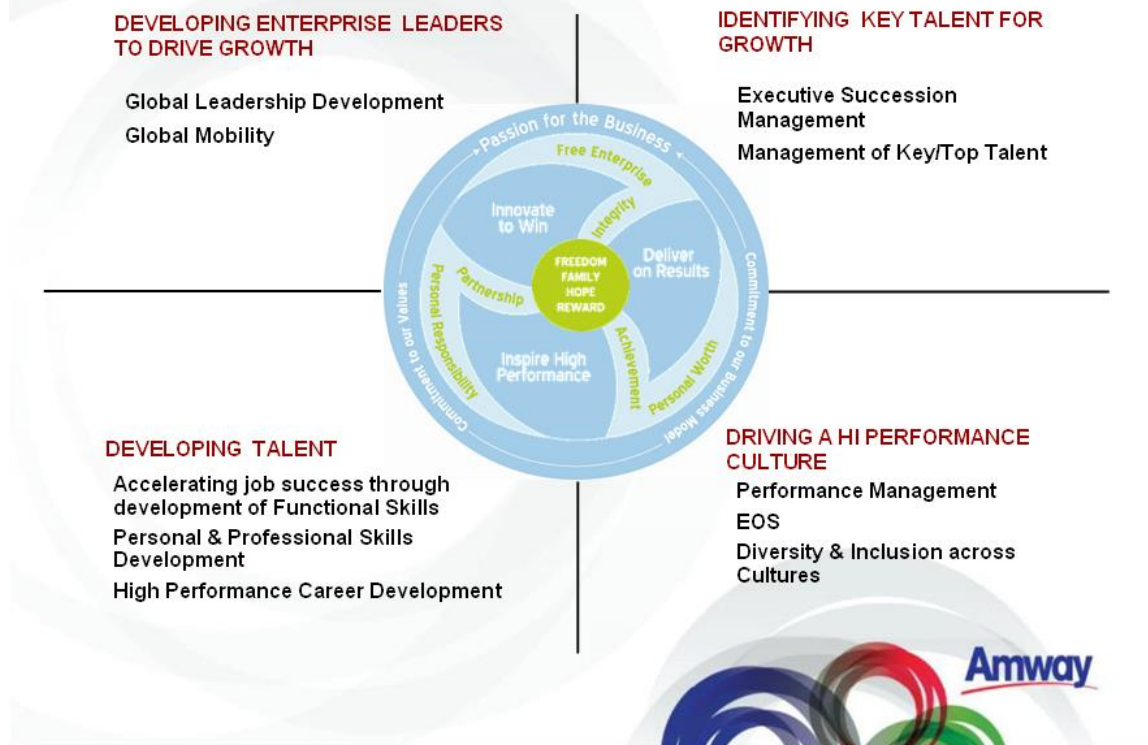 DEVELOPING ENTERPRISE LEADERS
TO DRIVE GROWTH
Global Leadership Development
Global Mobility
IDENTIFYING KEY TALENT FOR
GROWTH
Executive Succession
Management
Management of Key/Top Talent
Passion for the Business
Free Enterprise
Integrity
Innovate
to Win
Deliver
on Results
FREEDOM
FAMILY
HOPE
REWARD
Partnership
Personal Responsibility
Commitment to our Values
Inspire High
Performance
Achievement
Personal Worth
Commitment to our Business Model
DEVELOPING TALENT
Accelerating job success through
development of Functional Skills
Personal & Professional Skills
Development
High Performance Career Development
DRIVING A HI PERFORMANCE
CULTURE
Performance Management
EOS
Diversity & Inclusion across
Cultures
Amway